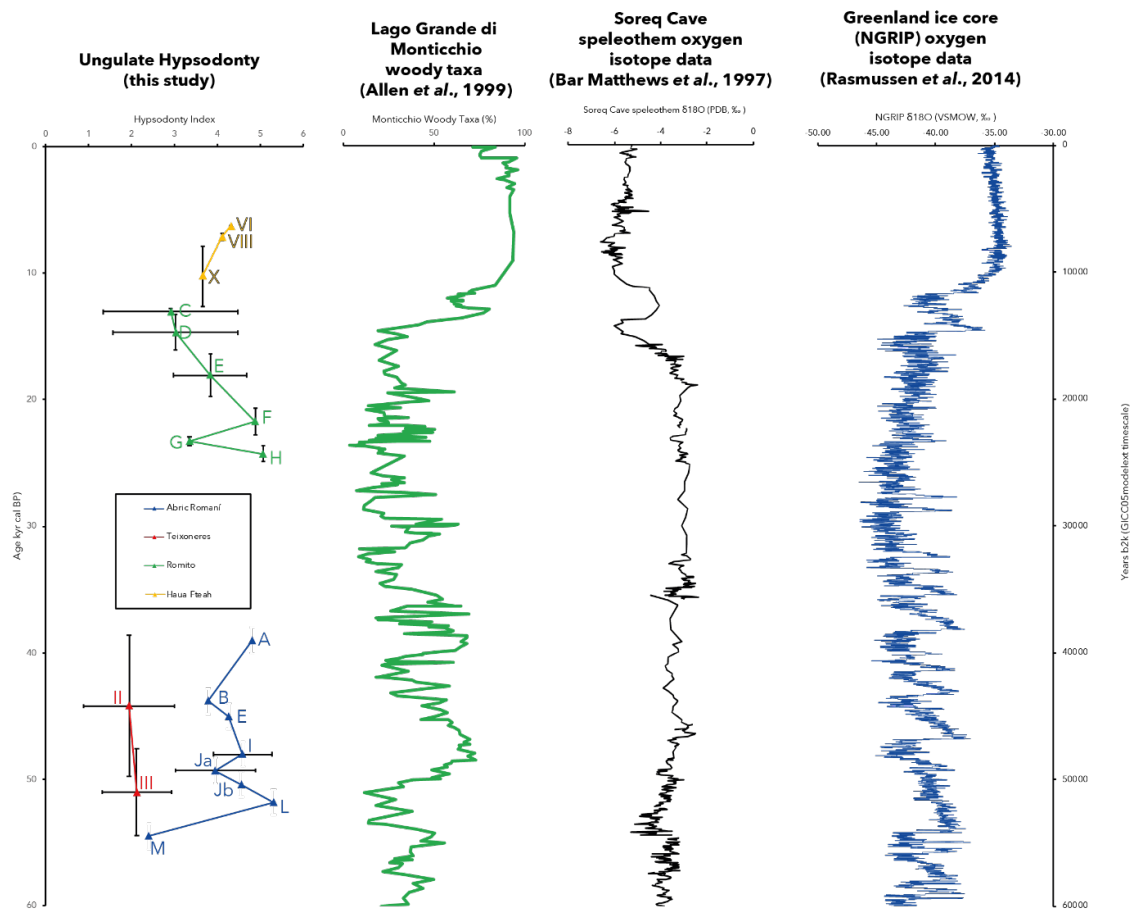 Ungulate Hypsodonty
(this study)
Hypsodonty Index
0 1 2 3 4 5 6
0
10
20
30
40
50
60
Age kyr cal BP
VI
VIII
X
C
D
E
F
G
H
Abric Romaní
Teixoneres
Romito
Haua Fteah
A
B
E
I
Ja
Jb
L
M
II
III
Lago Grande di
Monticchio
woody taxa
(Allen et al., 1999)
Monticchio Woody Taxa (%)
0 50 100
Soreq Cave
speleothem oxygen
isotope data
(Bar Matthews et al., 1997)
Soreq Cave speleothem δ18O (PDB, ‰)
-8 -6 -4 -2 0
Greenland ice core
(NGRIP) oxygen
isotope data
(Rasmussen et al., 2014)
NGRIP δ18O (VSMOW, ‰)
-50.00 -45.00 -40.00 -35.00 -30.00
0
10000
20000
30000
40000
50000
60000
Years b2k (GICC05modelext timescale)